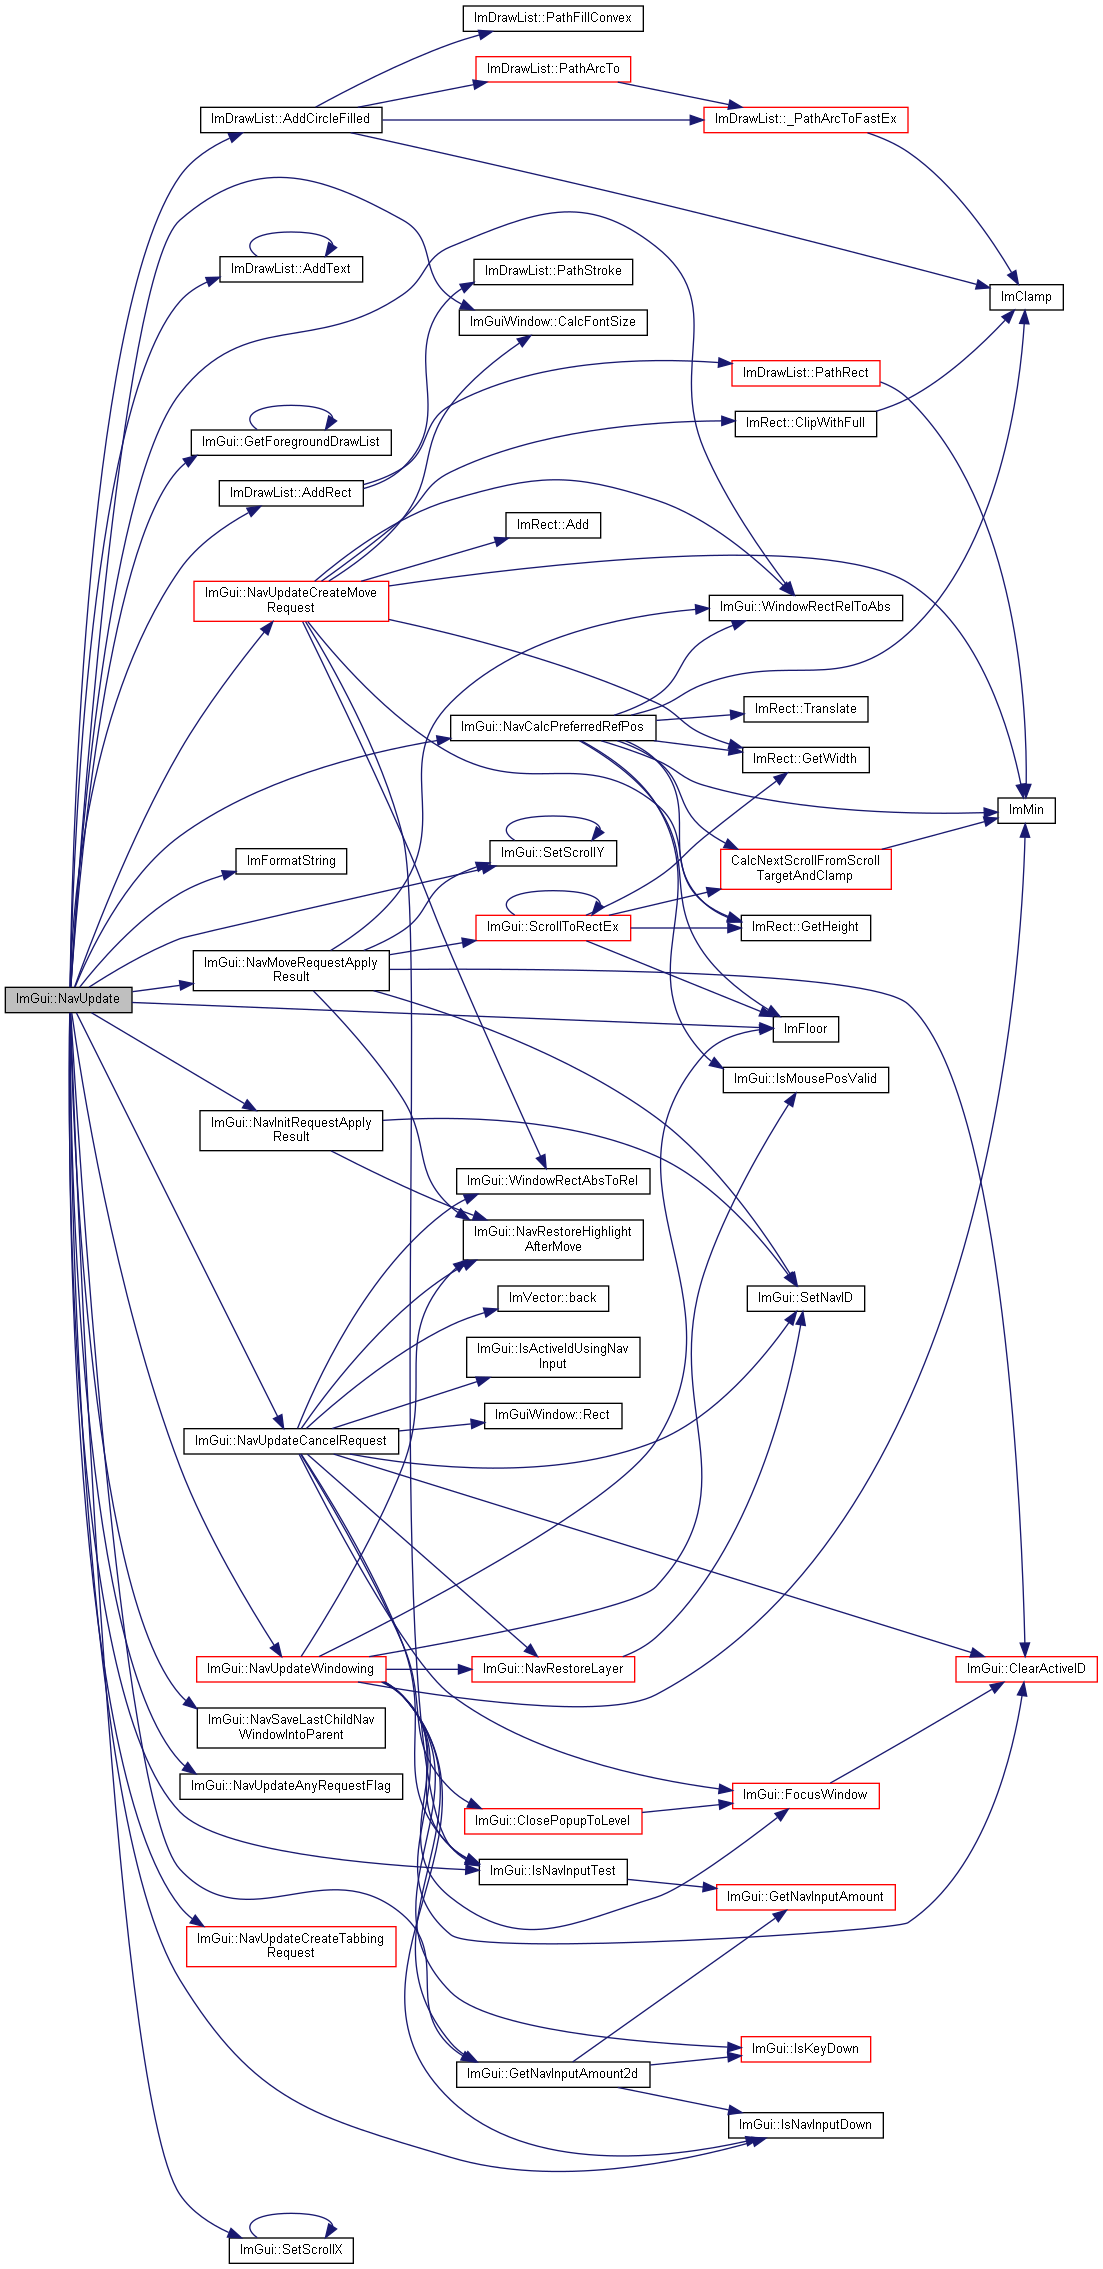 ImDrawList::PathFillConvex
ImDrawList::PathArcTo
ImDrawList::AddCircleFilled
ImDrawList::_PathArcToFastEx
ImDrawList::AddText
ImDrawList::PathStroke
ImClamp
ImGuiWindow::CalcFontSize
ImDrawList::PathRect
ImRect::ClipWithFull
ImGui::GetForegroundDrawList
ImDrawList::AddRect
ImRect::Add
ImGui::NavUpdateCreateMove
Request
ImGui::WindowRectRelToAbs
ImRect::Translate
ImGui::NavCalcPreferredRefPos
ImRect::GetWidth
ImMin
ImFormatString
ImGui::SetScrollY
CalcNextScrollFromScroll
TargetAndClamp
ImGui::ScrollToRectEx
ImRect::GetHeight
ImGui::NavMoveRequestApply
Result
ImGui::NavUpdate
ImFloor
ImGui::IsMousePosValid
ImGui::NavInitRequestApply
Result
ImGui::WindowRectAbsToRel
ImGui::NavRestoreHighlight
AfterMove
ImVector::back
ImGui::SetNavID
ImGui::IsActiveIdUsingNav
Input
ImGuiWindow::Rect
ImGui::NavUpdateCancelRequest
ImGui::NavUpdateWindowing
ImGui::NavRestoreLayer
ImGui::ClearActiveID
ImGui::NavSaveLastChildNav
WindowIntoParent
ImGui::NavUpdateAnyRequestFlag
ImGui::FocusWindow
ImGui::ClosePopupToLevel
ImGui::IsNavInputTest
ImGui::GetNavInputAmount
ImGui::NavUpdateCreateTabbing
Request
ImGui::IsKeyDown
ImGui::GetNavInputAmount2d
ImGui::IsNavInputDown
ImGui::SetScrollX